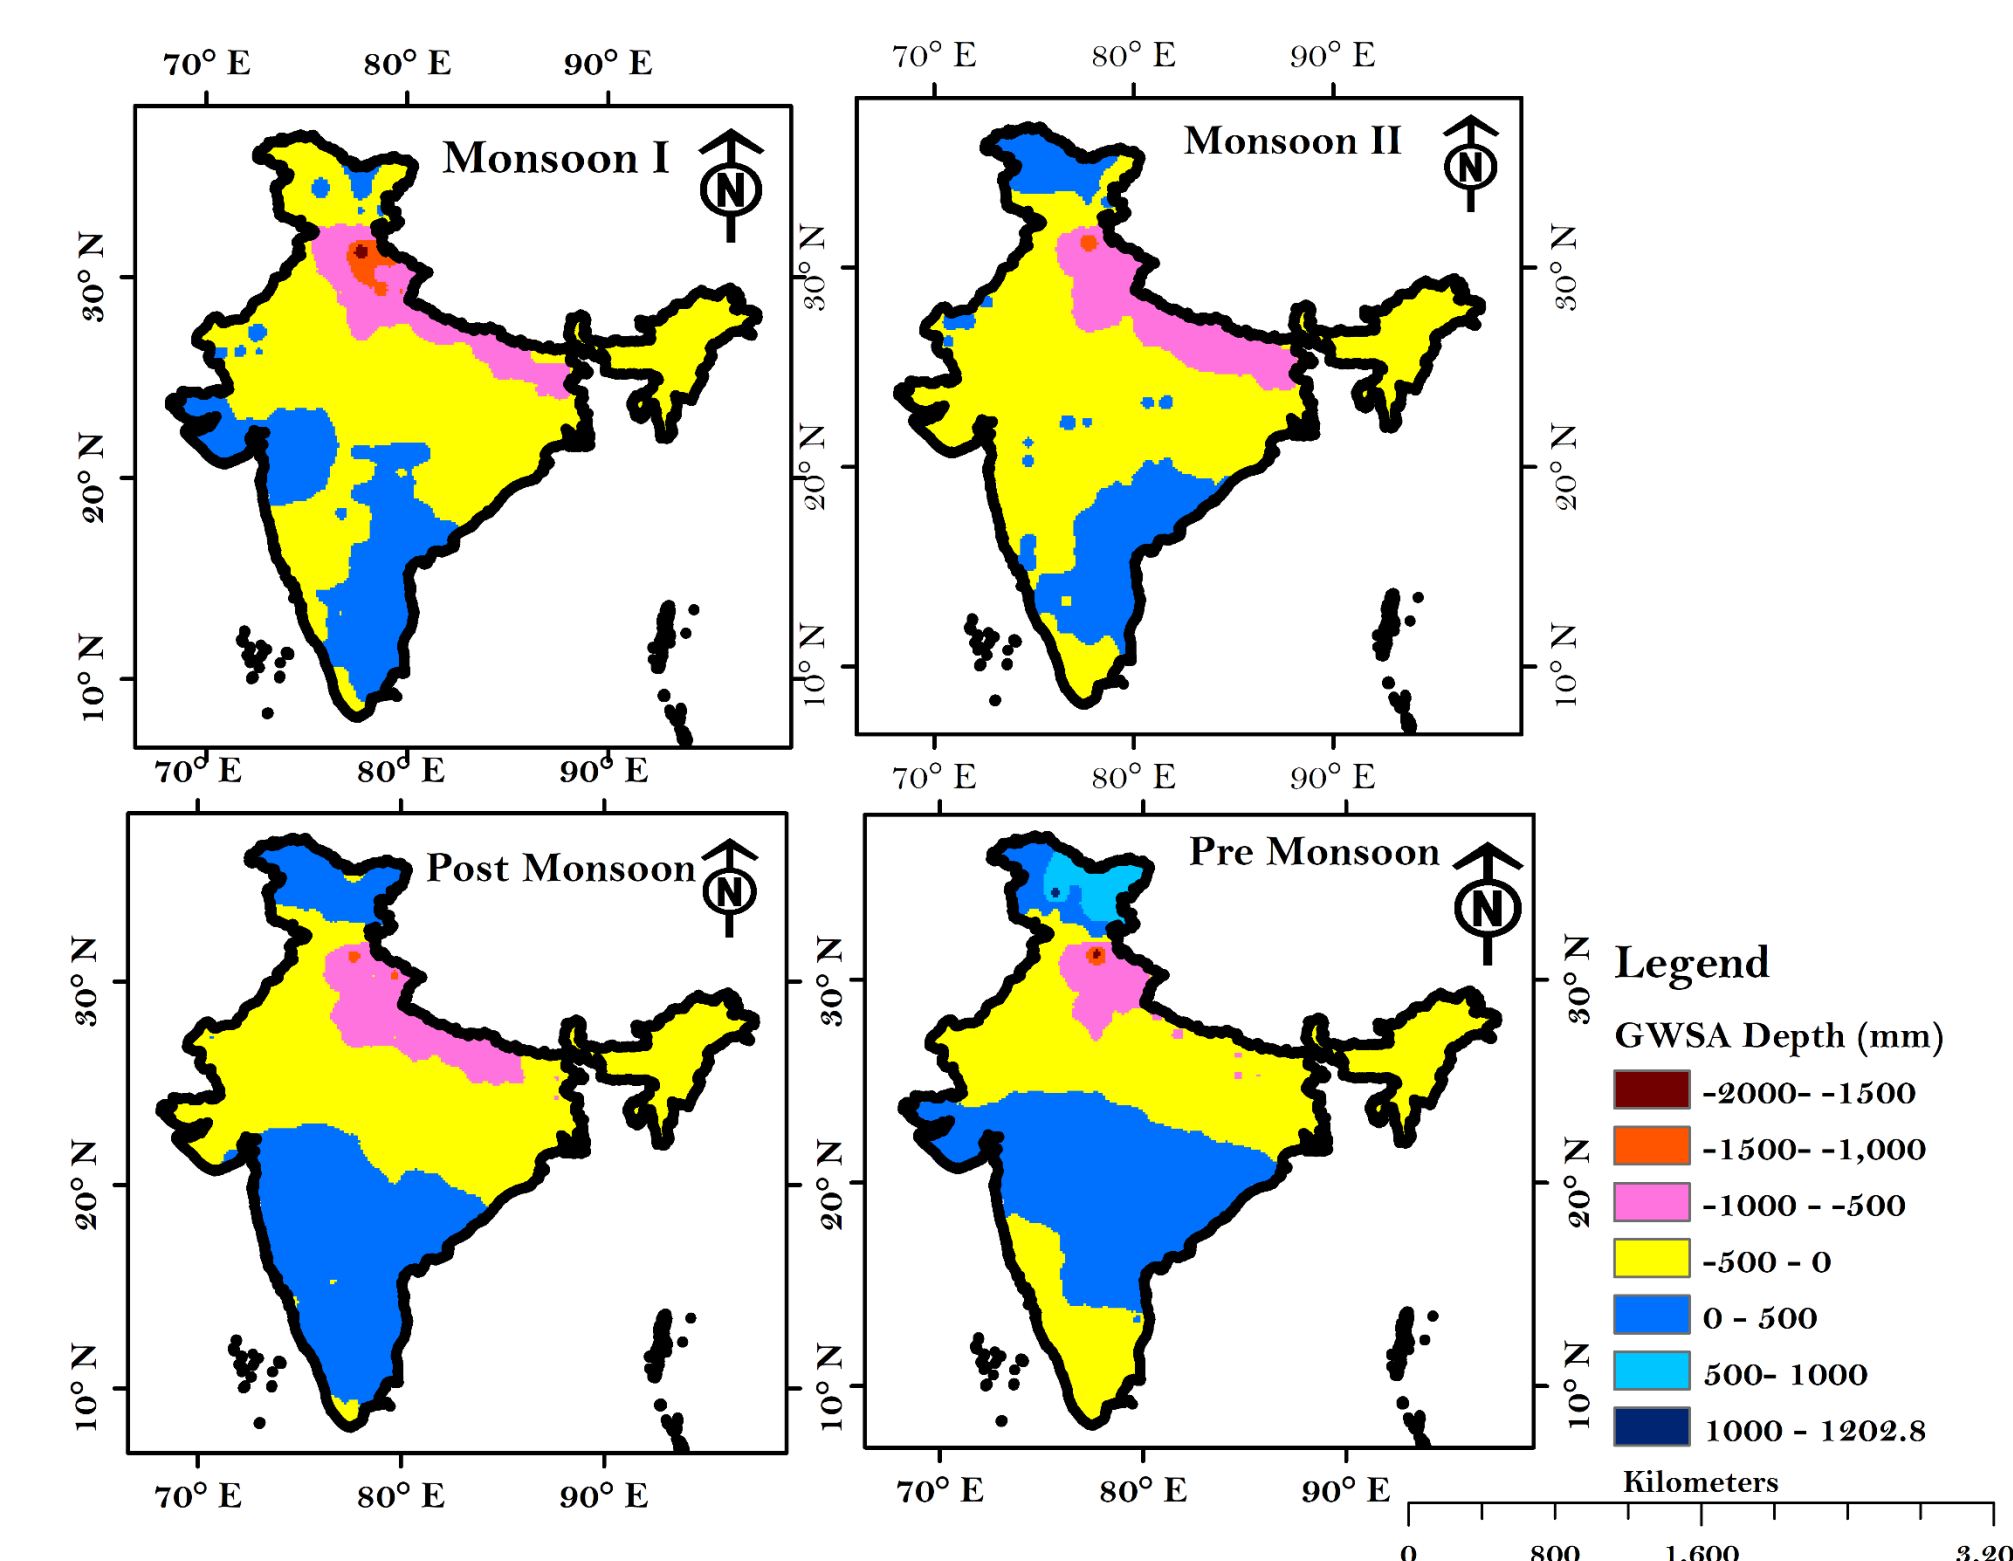 70° E 80° E 90° E
70° E 80° E 90° E
Monsoon I
N
Monsoon II
N
30° N
20° N
10° N
30° N
20° N
10° N
30° N
20° N
10° N
70° E 80° E 90° E
70° E 80° E 90° E
Post Monsoon
N
Pre Monsoon
N
30° N
20° N
10° N
30° N
20° N
10° N
30° N
20° N
10° N
70° E 80° E 90° E
70° E 80° E 90° E
Legend
GWSA Depth (mm)
-2000- -1500
-1500- -1,000
-1000 - -500
-500 - 0
0 - 500
500- 1000
1000 - 1202.8
Kilometers
0 800 1,600